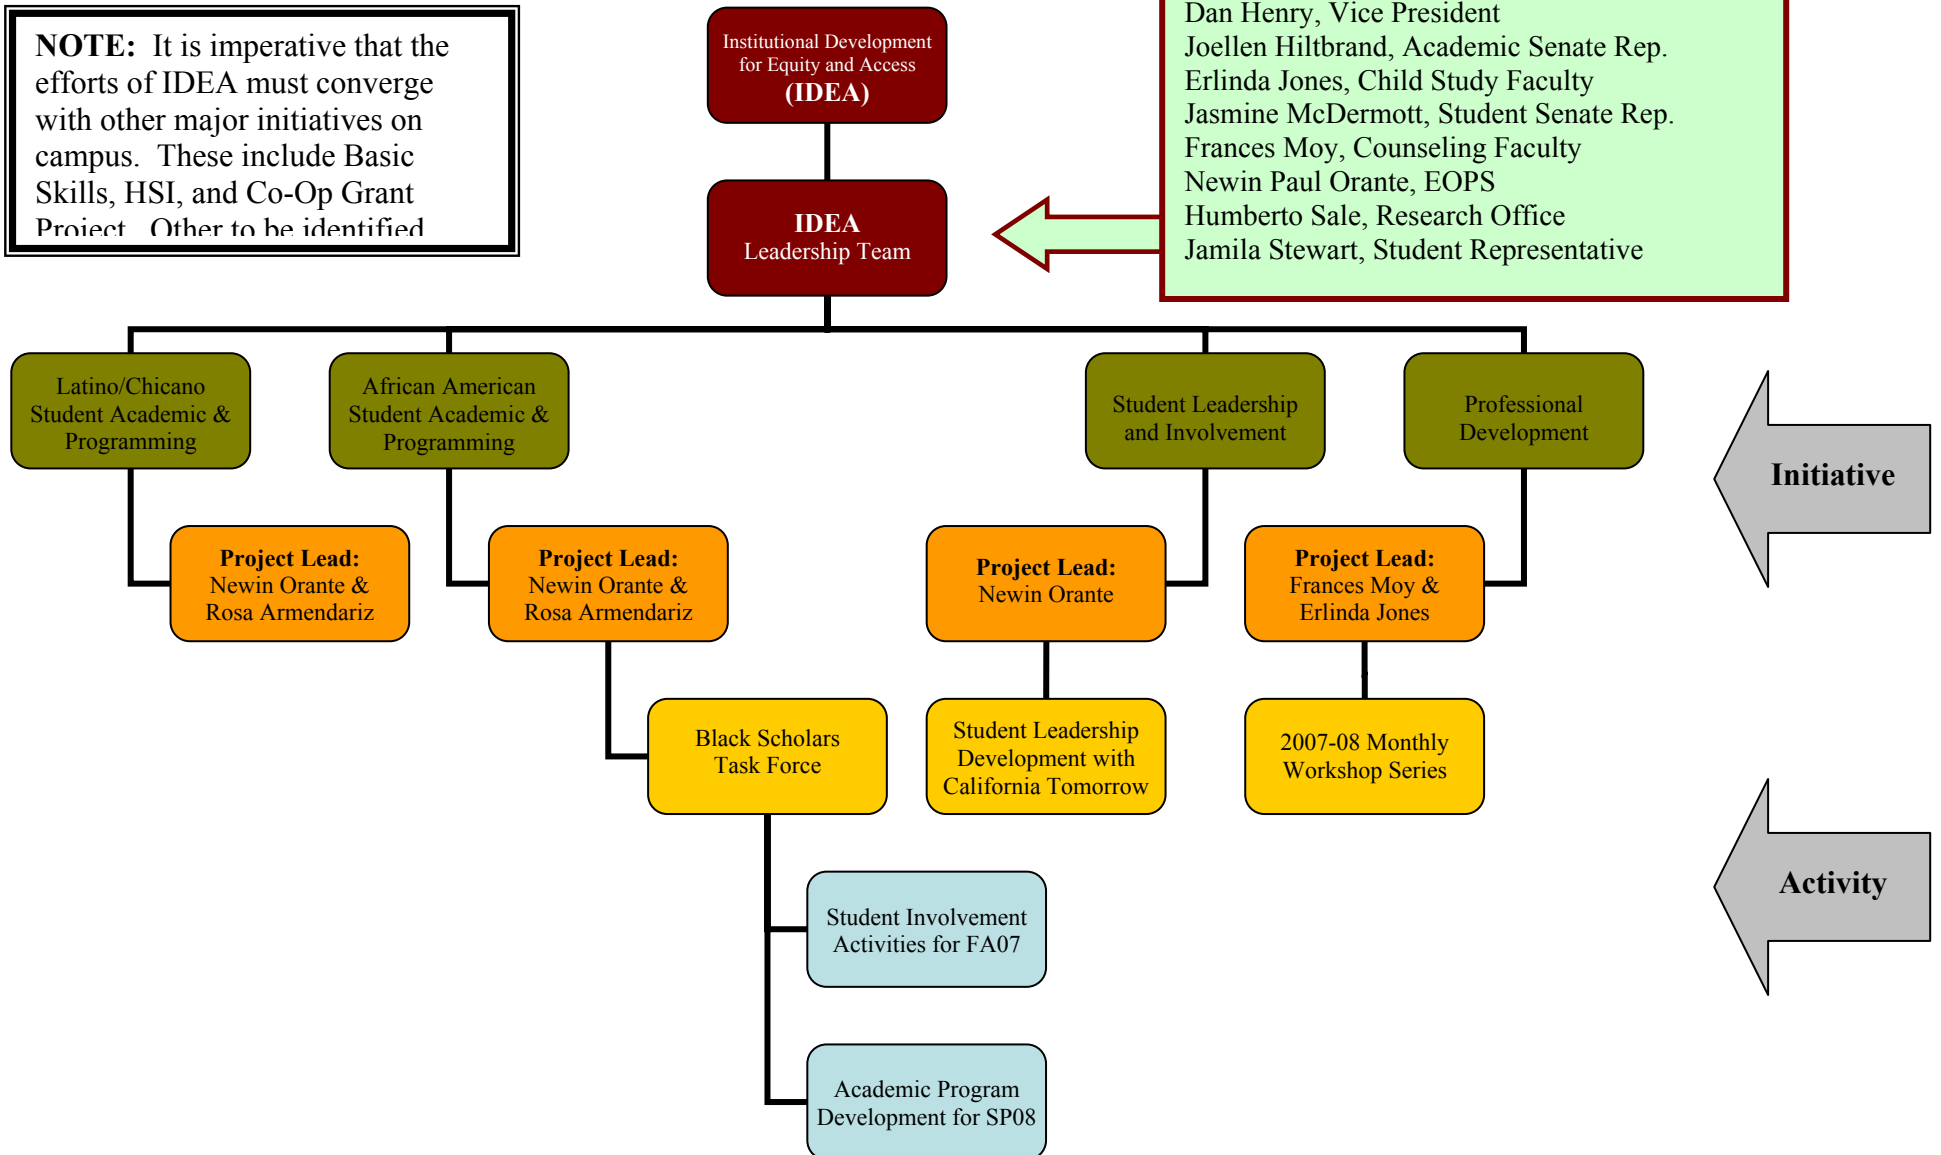 NOTE: It is imperative that the
efforts of IDEA must converge
with other major initiatives on
campus. These include Basic
Skills, HSI, and Co-Op Grant
Project. Other to be identified
Institutional Development
for Equity and Access
(IDEA)
Dan Henry, Vice President
Joellen Hiltbrand, Academic Senate Rep.
Erlinda Jones, Child Study Faculty
Jasmine McDermott, Student Senate Rep.
Frances Moy, Counseling Faculty
Newin Paul Orante, EOPS
Humberto Sale, Research Office
Jamila Stewart, Student Representative
IDEA
Leadership Team
Latino/Chicano
Student Academic &
Programming
African American
Student Academic &
Programming
Student Leadership
and Involvement
Professional
Development
Initiative
Project Lead:
Newin Orante &
Rosa Armendariz
Project Lead:
Newin Orante &
Rosa Armendariz
Project Lead:
Newin Orante
Project Lead:
Frances Moy &
Erlinda Jones
Black Scholars
Task Force
Student Leadership
Development with
California Tomorrow
2007-08 Monthly
Workshop Series
Activity
Student Involvement
Activities for FA07
Academic Program
Development for SP08